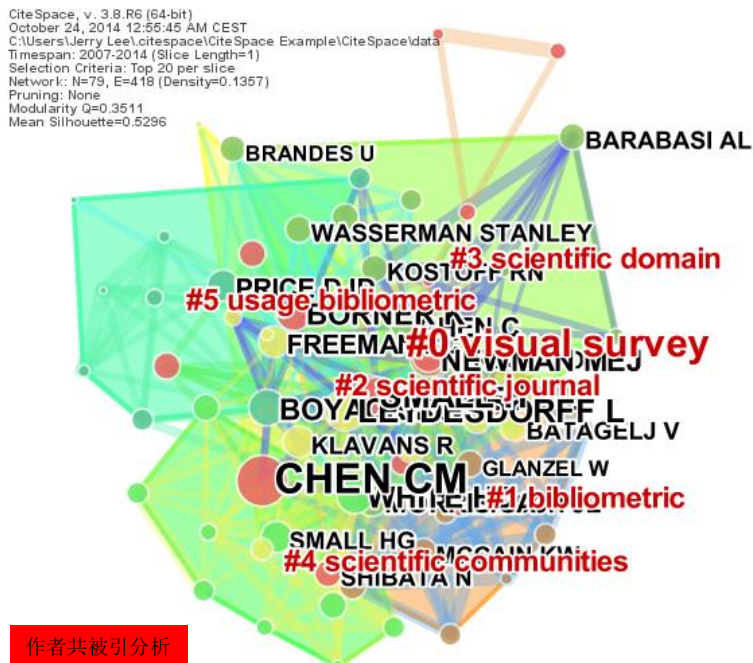 CiteSpace, v. 3.8.R6 (64-bit)
October 24, 2014 12:55:45 AM CEST
C:\Users\Jerry Lee\.citespace\CiteSpace Example\CiteSpace\data
Timespan: 2007-2014 (Slice Length=1)
Selection Criteria: Top 20 per slice
Network: N=79, E=418 (Density=0.1357)
Pruning: None
Modularity Q=0.3511
Mean Silhouette=0.5296
BRANDES U
BARABASI AL
WASSERMAN STANLEY
#3 scientific domain
KOSTOFF RN
#5 usage bibliometric
#0 visual survey
NEWMAN MEJ
#2 scientific journal
LEYDESDORFF L
BATAGELJ V
KLAVANS R
GLANZEL W
CHEN CM
#1 bibliometric
SMALL HG
#4 scientific communities
SHIBATA N
作者共被引分析